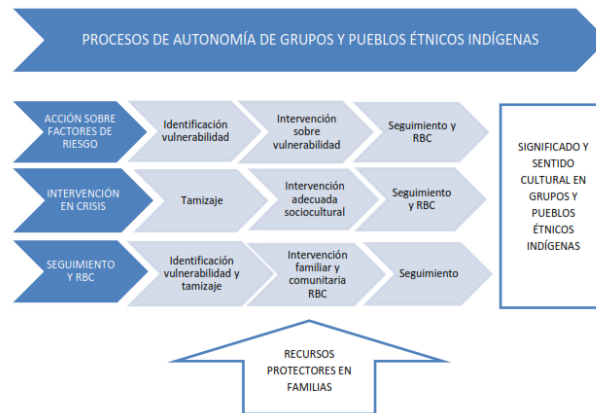 PROCESOS DE AUTONOMÍA DE GRUPOS Y PUEBLOS ÉTNICOS INDÍGENAS
ACCIÓN SOBRE
FACTORES DE
RIESGO
Identificación
vulnerabilidad
Intervención
sobre
vulnerabilidad
Seguimiento y
RBC
INTERVENCIÓN
EN CRISIS
Tamizaje
Intervención
adecuada
sociocultural
Seguimiento
y RBC
SEGUIMIENTO
Y RBC
Identificación
vulnerabilidad y
tamizaje
Intervención
familiar y
comunitaria
RBC
Seguimiento
SIGNIFICADO Y
SENTIDO
CULTURAL EN
GRUPOS Y
PUEBLOS
ÉTNICOS
INDÍGENAS
RECURSOS
PROTECTORES EN
FAMILIAS